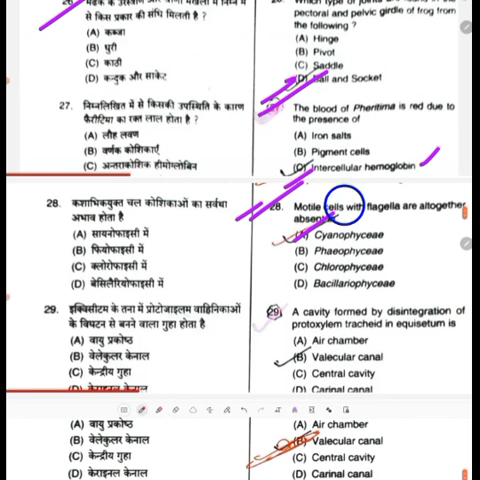 से किस प्रकार की संधि मिलती है ?
(A) कब्जा
(B) धुरी
(C) काठी
(D) कन्दुक और साकेट
27. निम्नलिखित में से किसकी उपस्थिति के कारण
फैरीटिमा का रक्त लाल होता है ?
(A) लौह लवण
(B) वर्णक कोशिकाएँ
(C) अन्तराकोशिक हीमोग्लोबिन
pectoral and pelvic girdle of frog from
the following ?
(A) Hinge
(B) Pivot
(C) Saddle
(D) Ball and Socket
The blood of Pheritima is red due to
the presence of
(A) Iron salts
(B) Pigment cells
(C) Intercellular hemoglobin
28. कशाभिकयुक्त चल कोशिकाओं का सर्वथा
अभाव होता है
(A) सायनोफाइसी में
(B) फियोफाइसी में
(C) क्लोरोफाइसी में
(D) बेसिलैरियोफाइसी में
29. इक्विसीटम के तना में प्रोटोजाइलम वाहिनिकाओं
के विघटन से बनने वाला गुहा होता है
(A) वायु प्रकोष्ठ
(B) वेलेकुलर केनाल
(C) केन्द्रीय गुहा
(D) केराइनल केनाल
28. Motile cells with flagella are altogether
absent
(A) Cyanophyceae
(B) Phaeophyceae
(C) Chlorophyceae
(D) Bacillariophyceae
29. A cavity formed by disintegration of
protoxylem tracheid in equisetum is
(A) Air chamber
(B) Valecular canal
(C) Central cavity
(D) Carinal canal
(A) वायु प्रकोष्ठ
(B) वेलेकुलर केनाल
(C) केन्द्रीय गुहा
(D) केराइनल केनाल
(A) Air chamber
(B) Valecular canal
(C) Central cavity
(D) Carinal canal